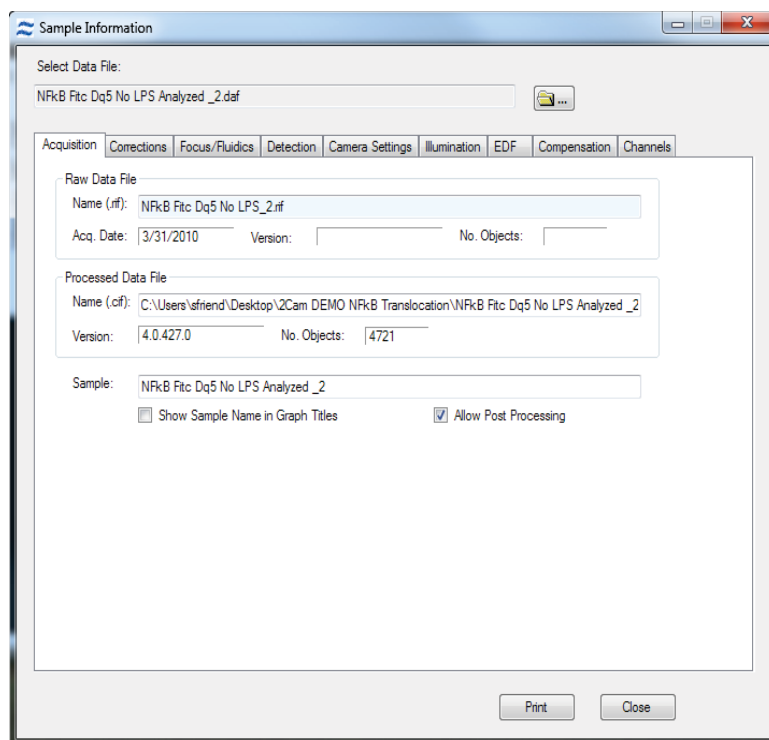 Sample Information
Select Data File:
NFkB Fitc Dq5 No LPS Analyzed _2.daf
...
Acquisition Corrections Focus/Fluidics Detection Camera Settings Illumination EDF Compensation Channels
Raw Data File
Name (.rif): NFkB Fitc Dq5 No LPS_2.rif
Acq. Date: 3/31/2010 Version: No. Objects:
Processed Data File
Name (.cif): C:\Users\sfriend\Desktop\2Cam DEMO NFkB Translocation\NFkB Fitc Dq5 No LPS Analyzed _2
Version: 4.0.427.0 No. Objects: 4721
Sample: NFkB Fitc Dq5 No LPS Analyzed _2
Show Sample Name in Graph Titles Allow Post Processing
Print Close